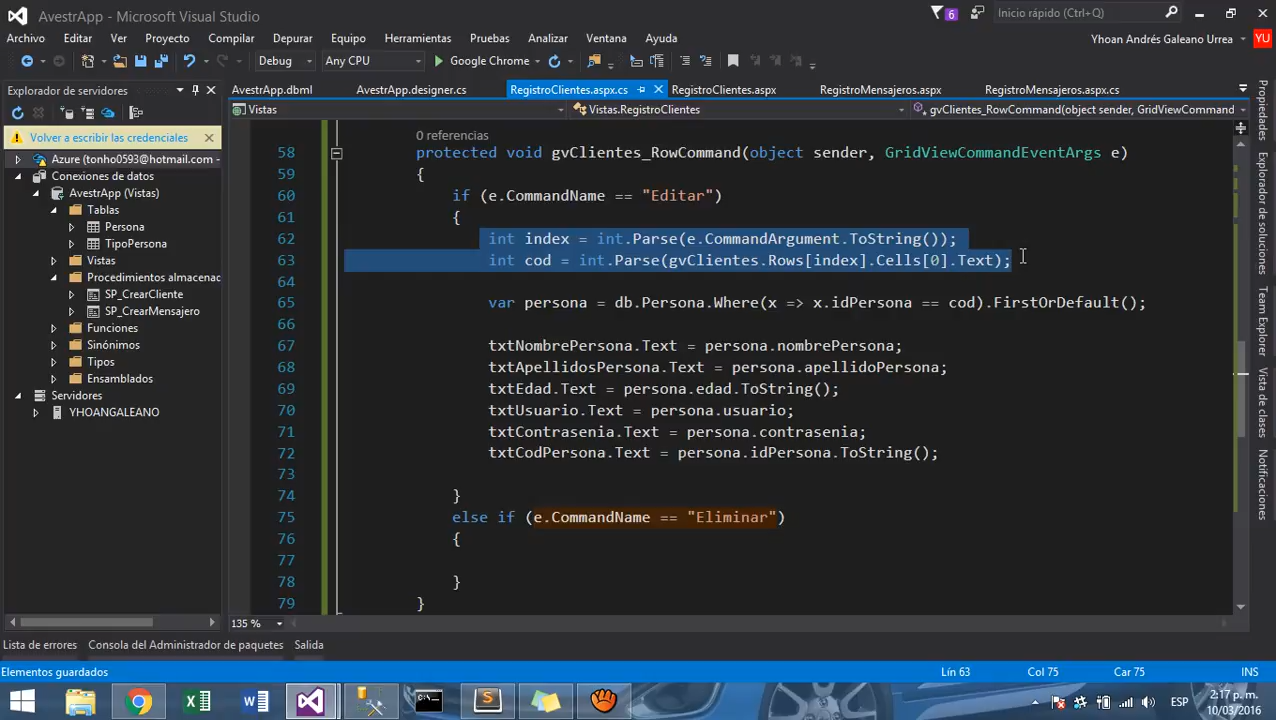 AvestrApp - Microsoft Visual Studio
6
Inicio rápido (Ctrl+Q)
Archivo Editar Ver Proyecto Compilar Depurar Equipo Herramientas Pruebas Analizar Ventana Ayuda
Yhoan Andrés Galeano Urrea
YU
Debug Any CPU Google Chrome
Explorador de servidores
AvestrApp.dbml AvestrApp.designer.cs RegistroClientes.aspx.cs RegistroClientes.aspx RegistroMensajeros.aspx RegistroMensajeros.aspx.cs
Vistas Vistas.RegistroClientes gvClientes_RowCommand(object sender, GridViewCommand
Volver a escribir las credenciales
Azure (tonho0593@hotmail.com -
Conexiones de datos
AvestrApp (Vistas)
Tablas
Persona
TipoPersona
Vistas
Procedimientos almacenac
SP_CrearCliente
SP_CrearMensajero
Funciones
Sinónimos
Tipos
Ensamblados
Servidores
YHOANGALEANO
0 referencias
58 protected void gvClientes_RowCommand(object sender, GridViewCommandEventArgs e)
59 {
60 if (e.CommandName == "Editar")
61 {
62 int index = int.Parse(e.CommandArgument.ToString());
63 int cod = int.Parse(gvClientes.Rows[index].Cells[0].Text);
64
65 var persona = db.Persona.Where(x => x.idPersona == cod).FirstOrDefault();
66
67 txtNombrePersona.Text = persona.nombrePersona;
68 txtApellidosPersona.Text = persona.apellidoPersona;
69 txtEdad.Text = persona.edad.ToString();
70 txtUsuario.Text = persona.usuario;
71 txtContrasenia.Text = persona.contrasenia;
72 txtCodPersona.Text = persona.idPersona.ToString();
73
74 }
75 else if (e.CommandName == "Eliminar")
76 {
77
78 }
79 }
135 %
Propiedades
Explorador de soluciones
Team Explorer
Vista de clases
Notificaciones
Lista de errores Consola del Administrador de paquetes Salida
Elementos guardados Lín 63 Col 75 Car 75 INS
ESP
2:17 p. m.
10/03/2016